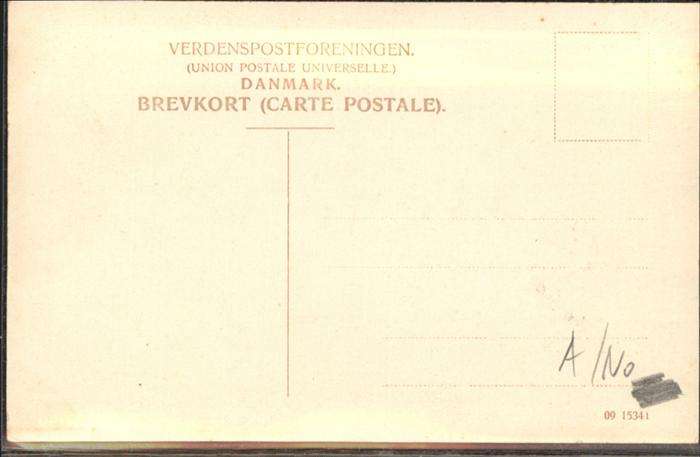 VERDENSPOSTFORENINGEN.
(UNION POSTALE UNIVERSELLE.)
DANMARK.
BREVKORT (CARTE POSTALE).
A/No
09 15341